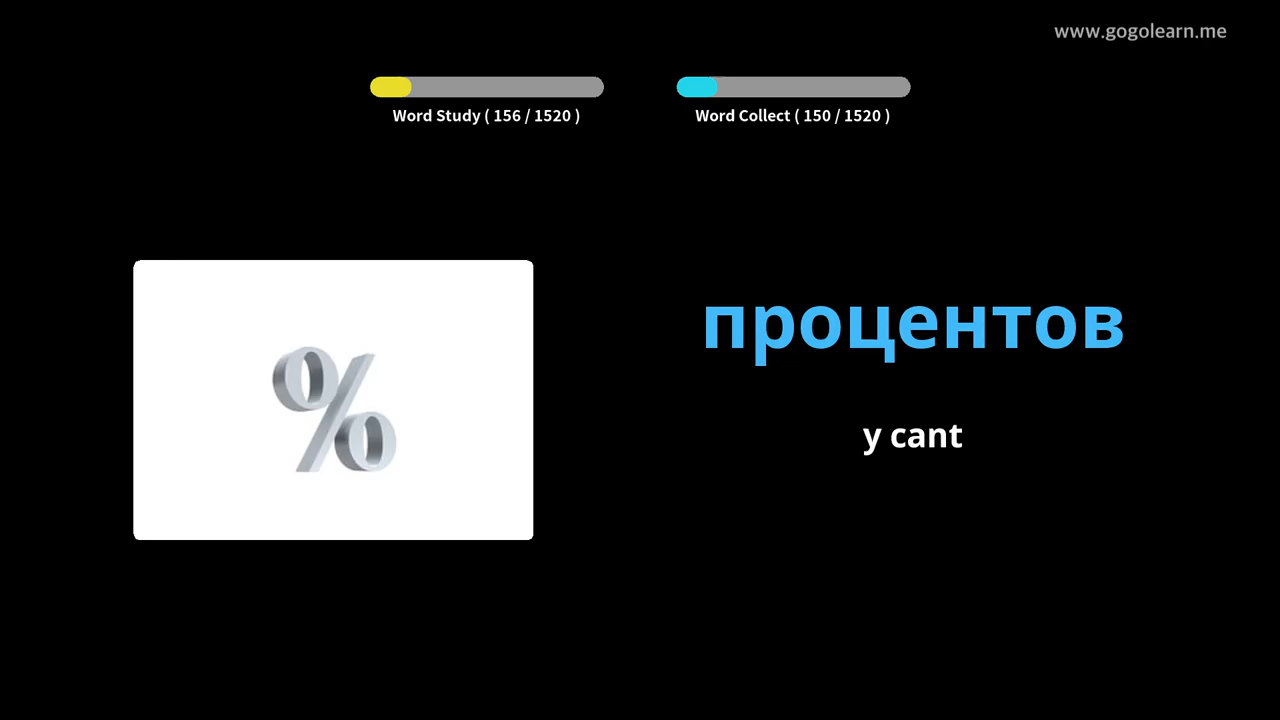 www.gogolearn.me
Word Study ( 156 / 1520 )
Word Collect ( 150 / 1520 )
%
процентов
y cant